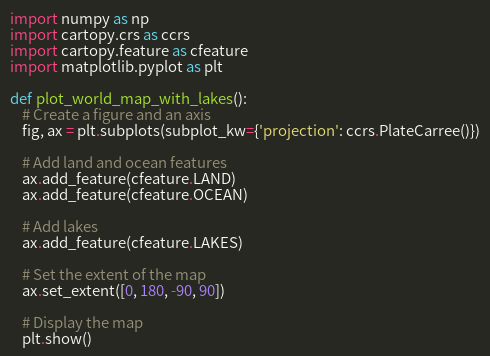 import numpy as np
import cartopy.crs as ccrs
import cartopy.feature as cfeature
import matplotlib.pyplot as plt

def plot_world_map_with_lakes():
    # Create a figure and an axis
    fig, ax = plt.subplots(subplot_kw={'projection': ccrs.PlateCarree()})

    # Add land and ocean features
    ax.add_feature(cfeature.LAND)
    ax.add_feature(cfeature.OCEAN)

    # Add lakes
    ax.add_feature(cfeature.LAKES)

    # Set the extent of the map
    ax.set_extent([0, 180, -90, 90])

    # Display the map
    plt.show()